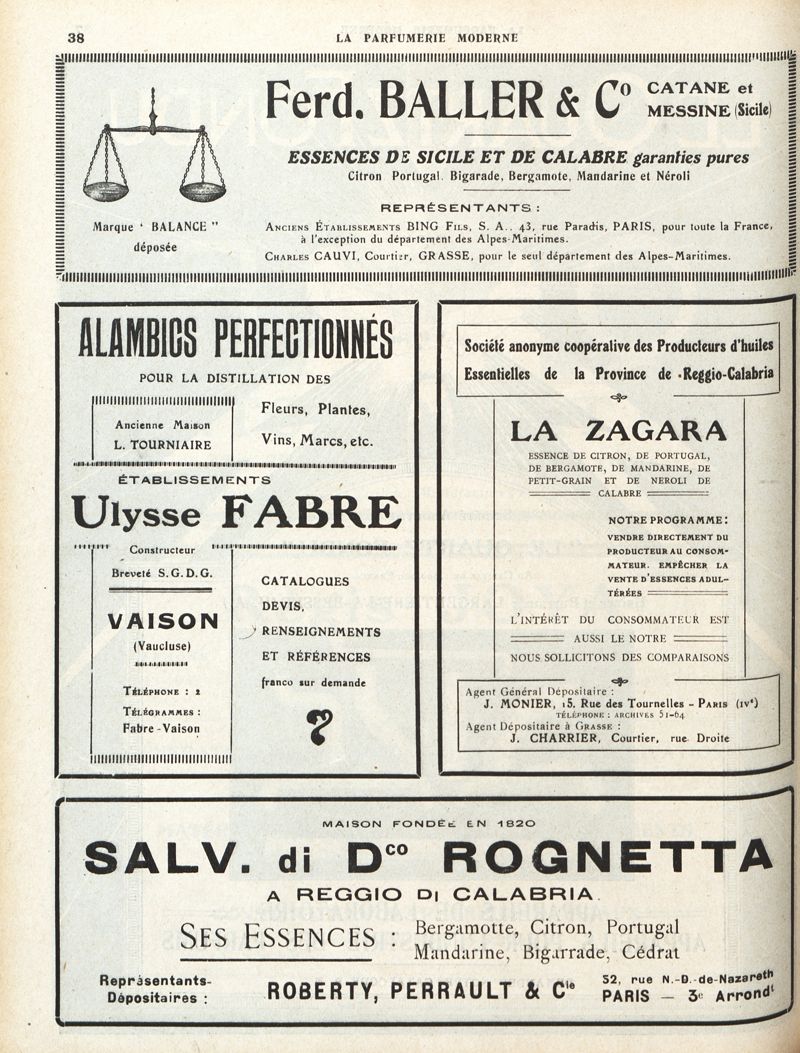 38
LA PARFUMERIE MODERNE
Ferd. BALLER & Cº
CATANE et
MESSINE (Sicile)
ESSENCES DE SICILE ET DE CALABRE garanties pures
Citron Portugal. Bigarade, Bergamote, Mandarine et Néroli
Marque ‘ BALANCE ”
déposée
REPRÉSENTANTS :
ANCIENS ÉTABLISSEMENTS BING FILS, S. A.. 43, rue Paradis, PARIS, pour toute la France,
à l'exception du département des Alpes-Maritimes.
CHARLES CAUVI, Courtier, GRASSE, pour le seul département des Alpes-Maritimes.
ALAMBICS PERFECTIONNÉS
POUR LA DISTILLATION DES
Ancienne Maison
L. TOURNIAIRE
Fleurs, Plantes,
Vins, Marcs, etc.
ÉTABLISSEMENTS
Ulysse FABRE
Constructeur
Breveté S. G. D. G.
VAISON
(Vaucluse)
TÉLÉPHONE : 2
TÉLÉGRAMMES :
Fabre - Vaison
CATALOGUES
DEVIS,
RENSEIGNEMENTS
ET RÉFÉRENCES
franco sur demande
?
Société anonyme coopérative des Producteurs d'huiles
Essentielles de la Province de Reggio-Calabria
LA ZAGARA
ESSENCE DE CITRON, DE PORTUGAL,
DE BERGAMOTE, DE MANDARINE, DE
PETIT-GRAIN ET DE NEROLI DE
CALABRE
NOTRE PROGRAMME :
VENDRE DIRECTEMENT DU
PRODUCTEUR AU CONSOM-
MATEUR. EMPÊCHER LA
VENTE D'ESSENCES ADUL-
TÉRÉES
L'INTÉRÊT DU CONSOMMATEUR EST
AUSSI LE NOTRE
NOUS SOLLICITONS DES COMPARAISONS
Agent Général Dépositaire :
J. MONIER, 15, Rue des Tournelles - PARIS (IVe)
TÉLÉPHONE : ARCHIVES 51-04
Agent Dépositaire à GRASSE :
J. CHARRIER, Courtier, rue Droite
MAISON FONDÉE EN 1820
SALV. di Dco ROGNETTA
A REGGIO DI CALABRIA
SES ESSENCES :
Bergamotte, Citron, Portugal
Mandarine, Bigarrade, Cédrat
Représentants-
Dépositaires :
ROBERTY, PERRAULT & Cie
52, rue N.-D.-de-Nazareth
PARIS — 3e Arrondt